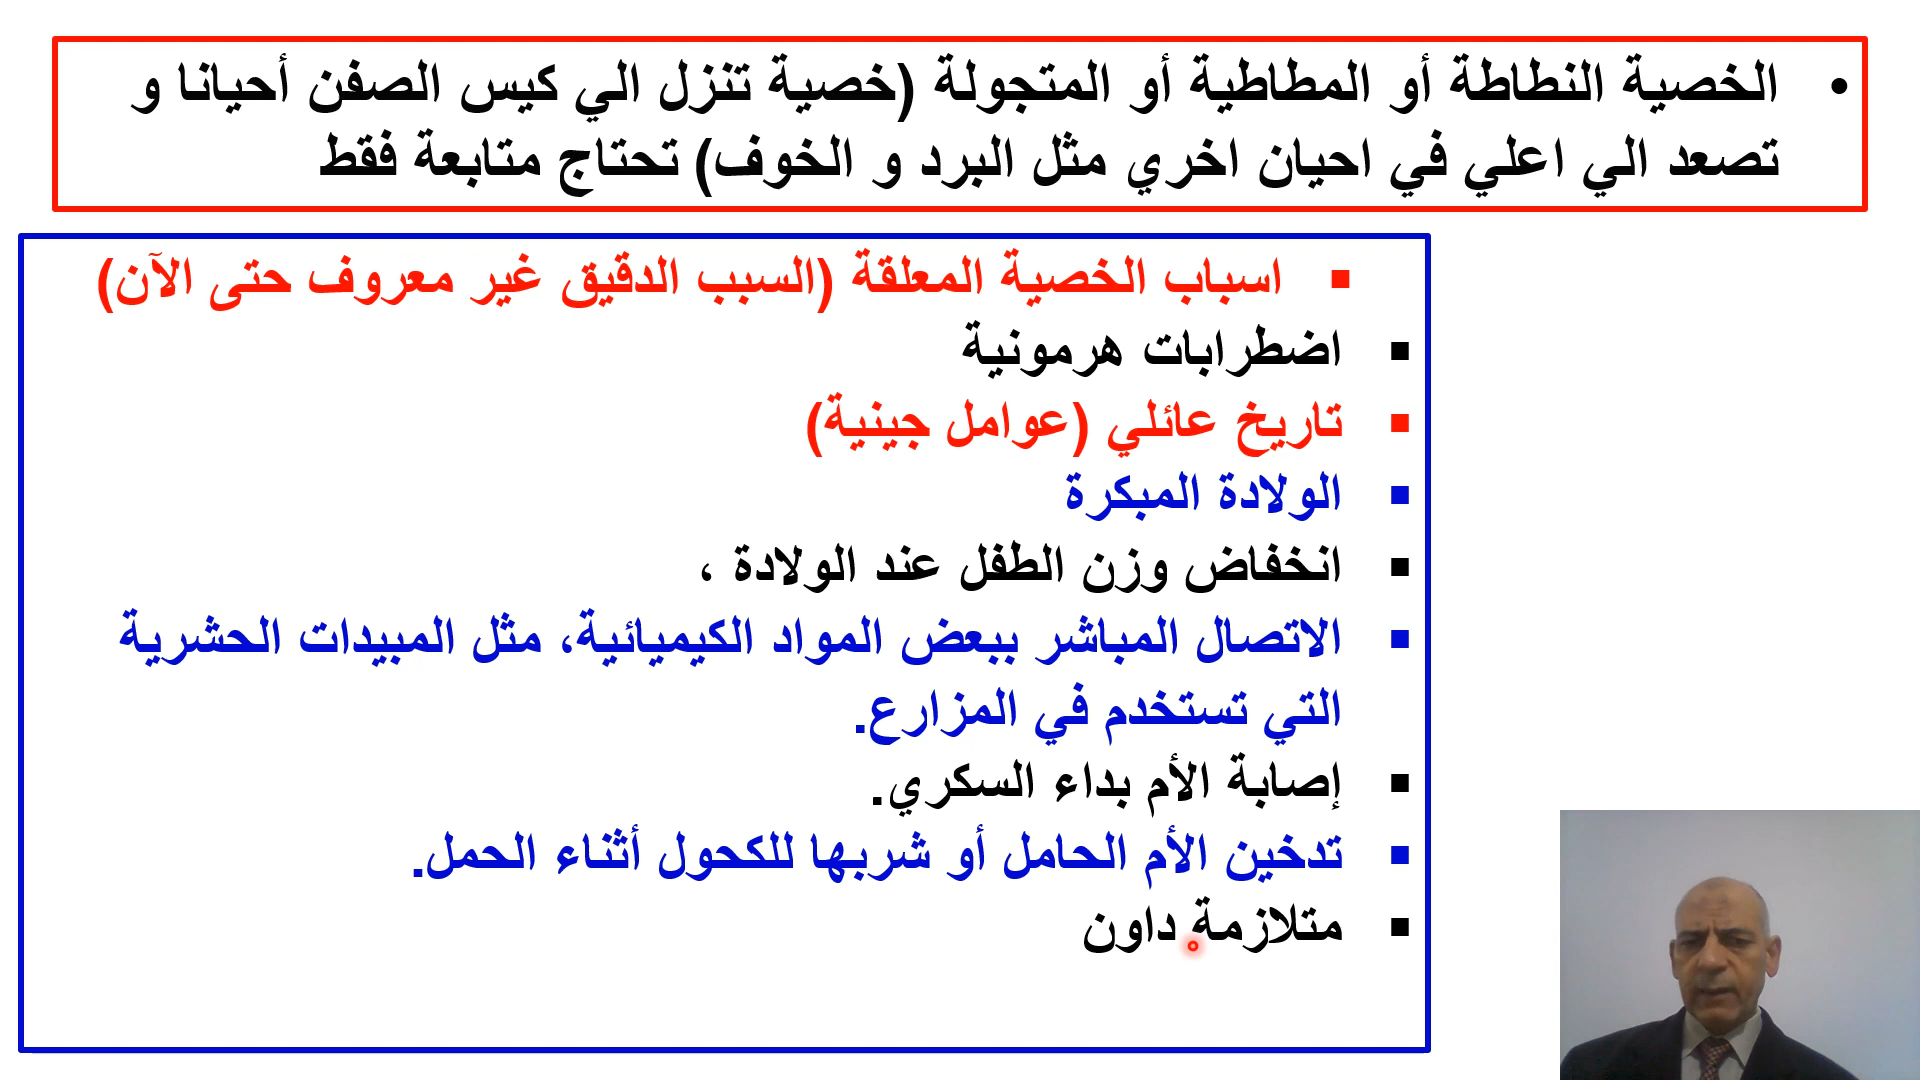 • الخصية النطاطة أو المطاطية أو المتجولة (خصية تنزل الي كيس الصفن أحيانا و
تصعد الي اعلي في احيان اخري مثل البرد و الخوف) تحتاج متابعة فقط
▪ اسباب الخصية المعلقة (السبب الدقيق غير معروف حتى الآن)
▪ اضطرابات هرمونية
▪ تاريخ عائلي (عوامل جينية)
▪ الولادة المبكرة
▪ انخفاض وزن الطفل عند الولادة ،
▪ الاتصال المباشر ببعض المواد الكيميائية، مثل المبيدات الحشرية
التي تستخدم في المزارع.
▪ إصابة الأم بداء السكري.
▪ تدخين الأم الحامل أو شربها للكحول أثناء الحمل.
▪ متلازمة داون